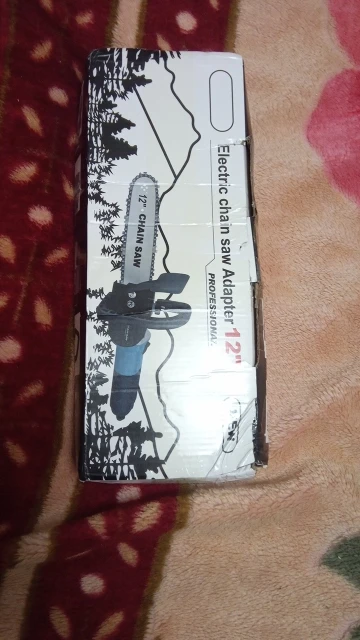 Electric chain saw Adapter 12"
PROFESSIONAL
12" CHAIN SAW